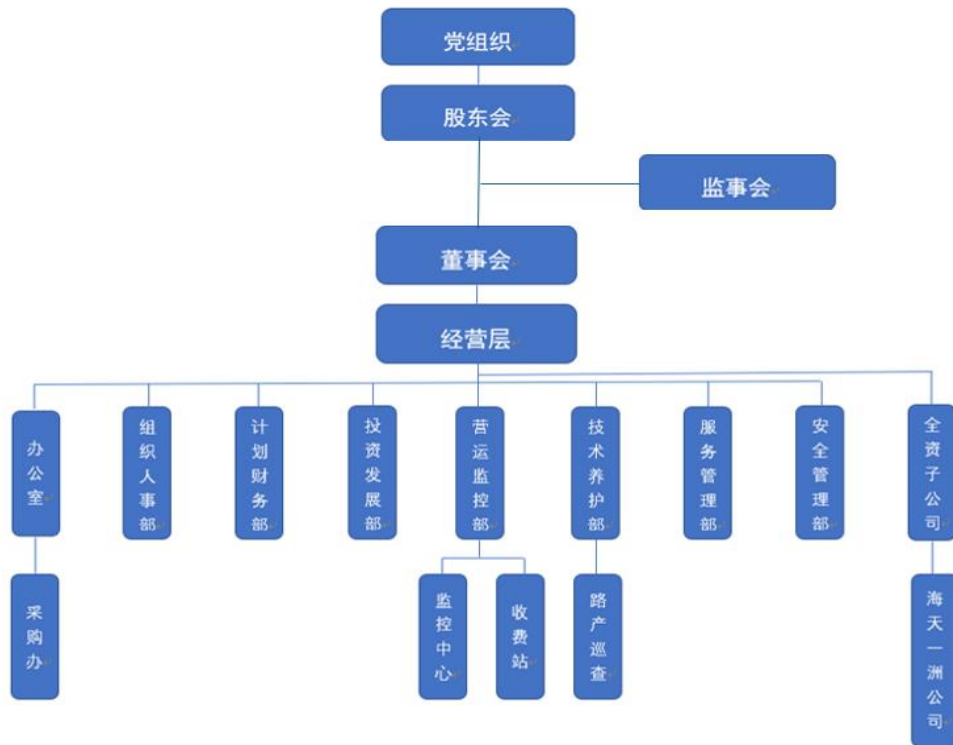 党组织
股东会
监事会
董事会
经营层
办公室
组织人事部
计划财务部
投资发展部
营运监控部
技术养护部
服务管理部
安全管理部
全资子公司
采购办
监控中心
收费站
路产巡查
海天一洲公司